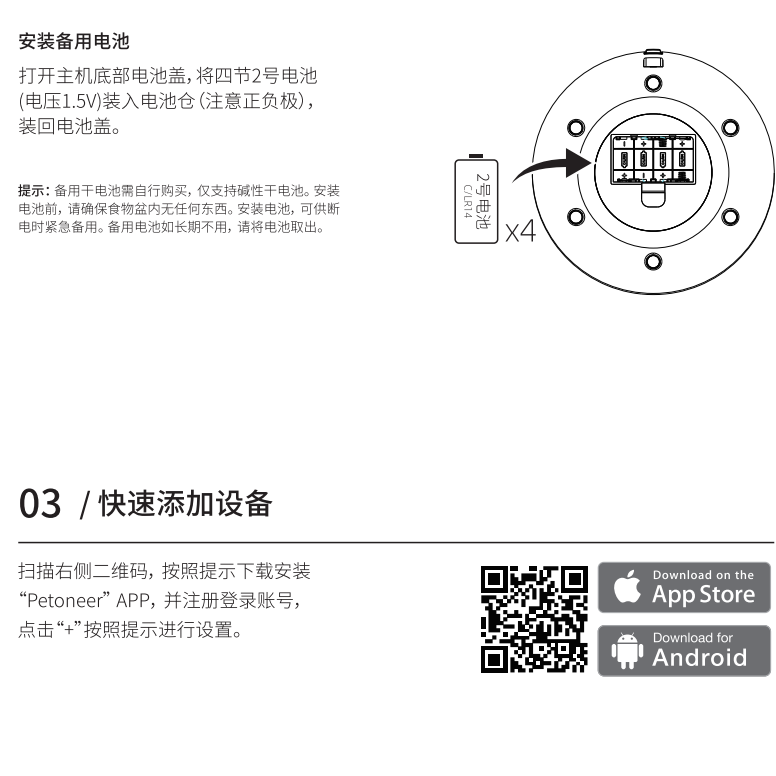 安装备用电池
打开主机底部电池盖，将四节2号电池
(电压1.5V)装入电池仓（注意正负极），
装回电池盖。
提示：备用干电池需自行购买，仅支持碱性干电池。安装
电池前，请确保食物盆内无任何东西。安装电池，可供断
电时紧急备用。备用电池如长期不用，请将电池取出。
2号电池
C/LR14
x4
03 / 快速添加设备
扫描右侧二维码，按照提示下载安装
“Petoneer” APP，并注册登录账号，
点击“+”按照提示进行设置。
Download on the
App Store
Download for
Android